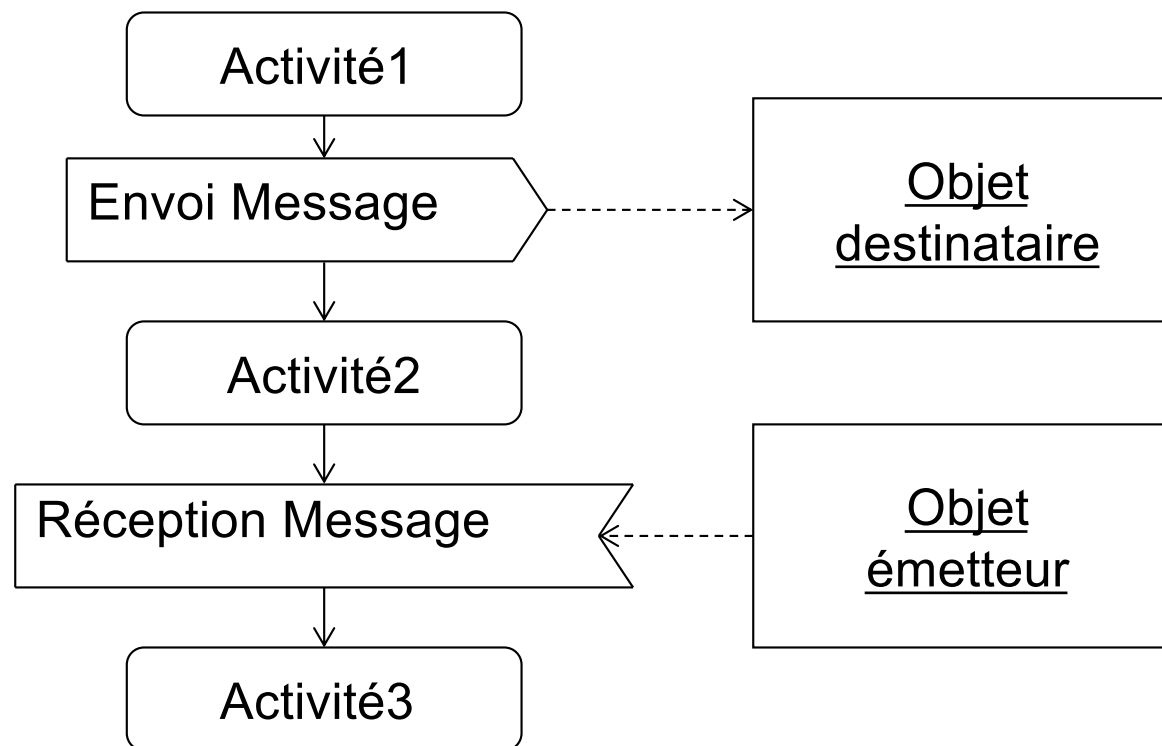 Activité1
Envoi Message
Objet
destinataire
Activité2
Réception Message
Objet
émetteur
Activité3